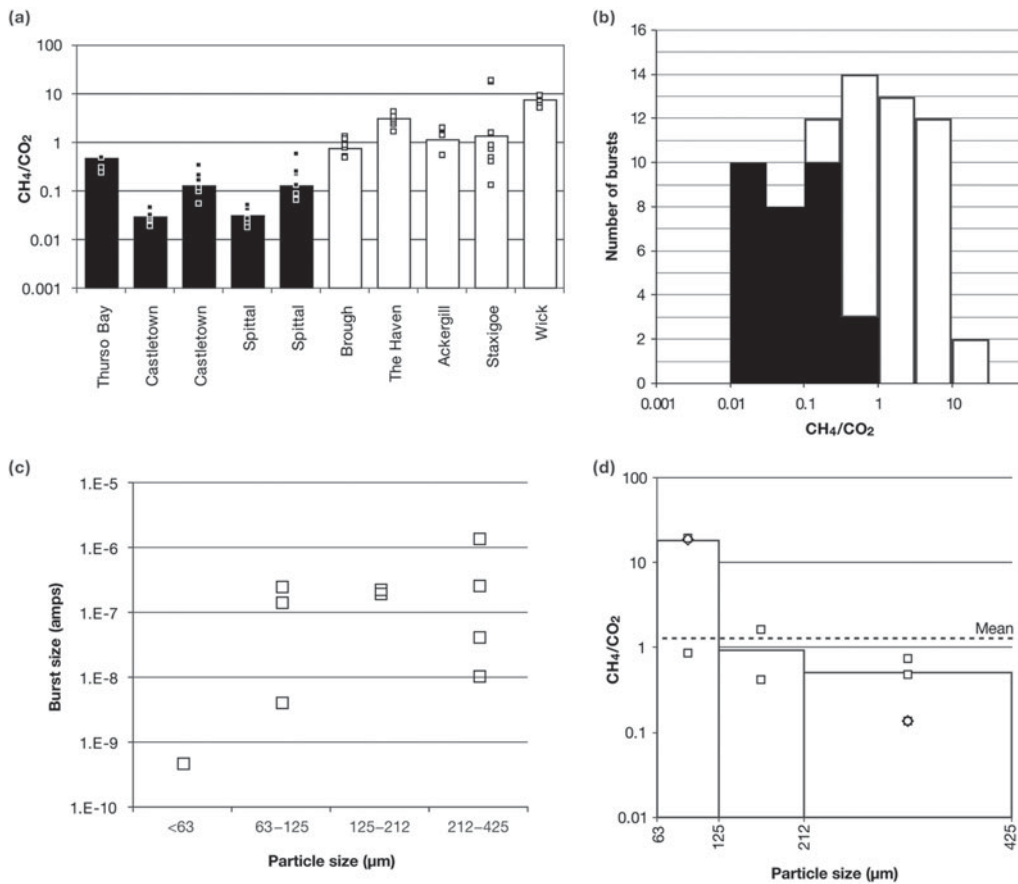 (a)
100
10
1
0.1
0.01
0.001
CH4/CO2
Thurso Bay
Castletown
Castletown
Spittal
Spittal
Brough
The Haven
Ackergill
Staxigoe
Wick
(b)
16
14
12
10
8
6
4
2
0
Number of bursts
0.001
0.01
0.1
1
10
CH4/CO2
(c)
1.E-5
1.E-6
1.E-7
1.E-8
1.E-9
1.E-10
Burst size (amps)
<63
63–125
125–212
212–425
Particle size (µm)
(d)
100
10
1
0.1
0.01
CH4/CO2
Mean
63
125
212
425
Particle size (µm)